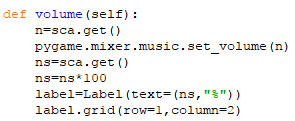 def volume(self):
    n=sca.get()
    pygame.mixer.music.set_volume(n)
    ns=sca.get()
    ns=ns*100
    label=Label(text=(ns,"%"))
    label.grid(row=1,column=2)